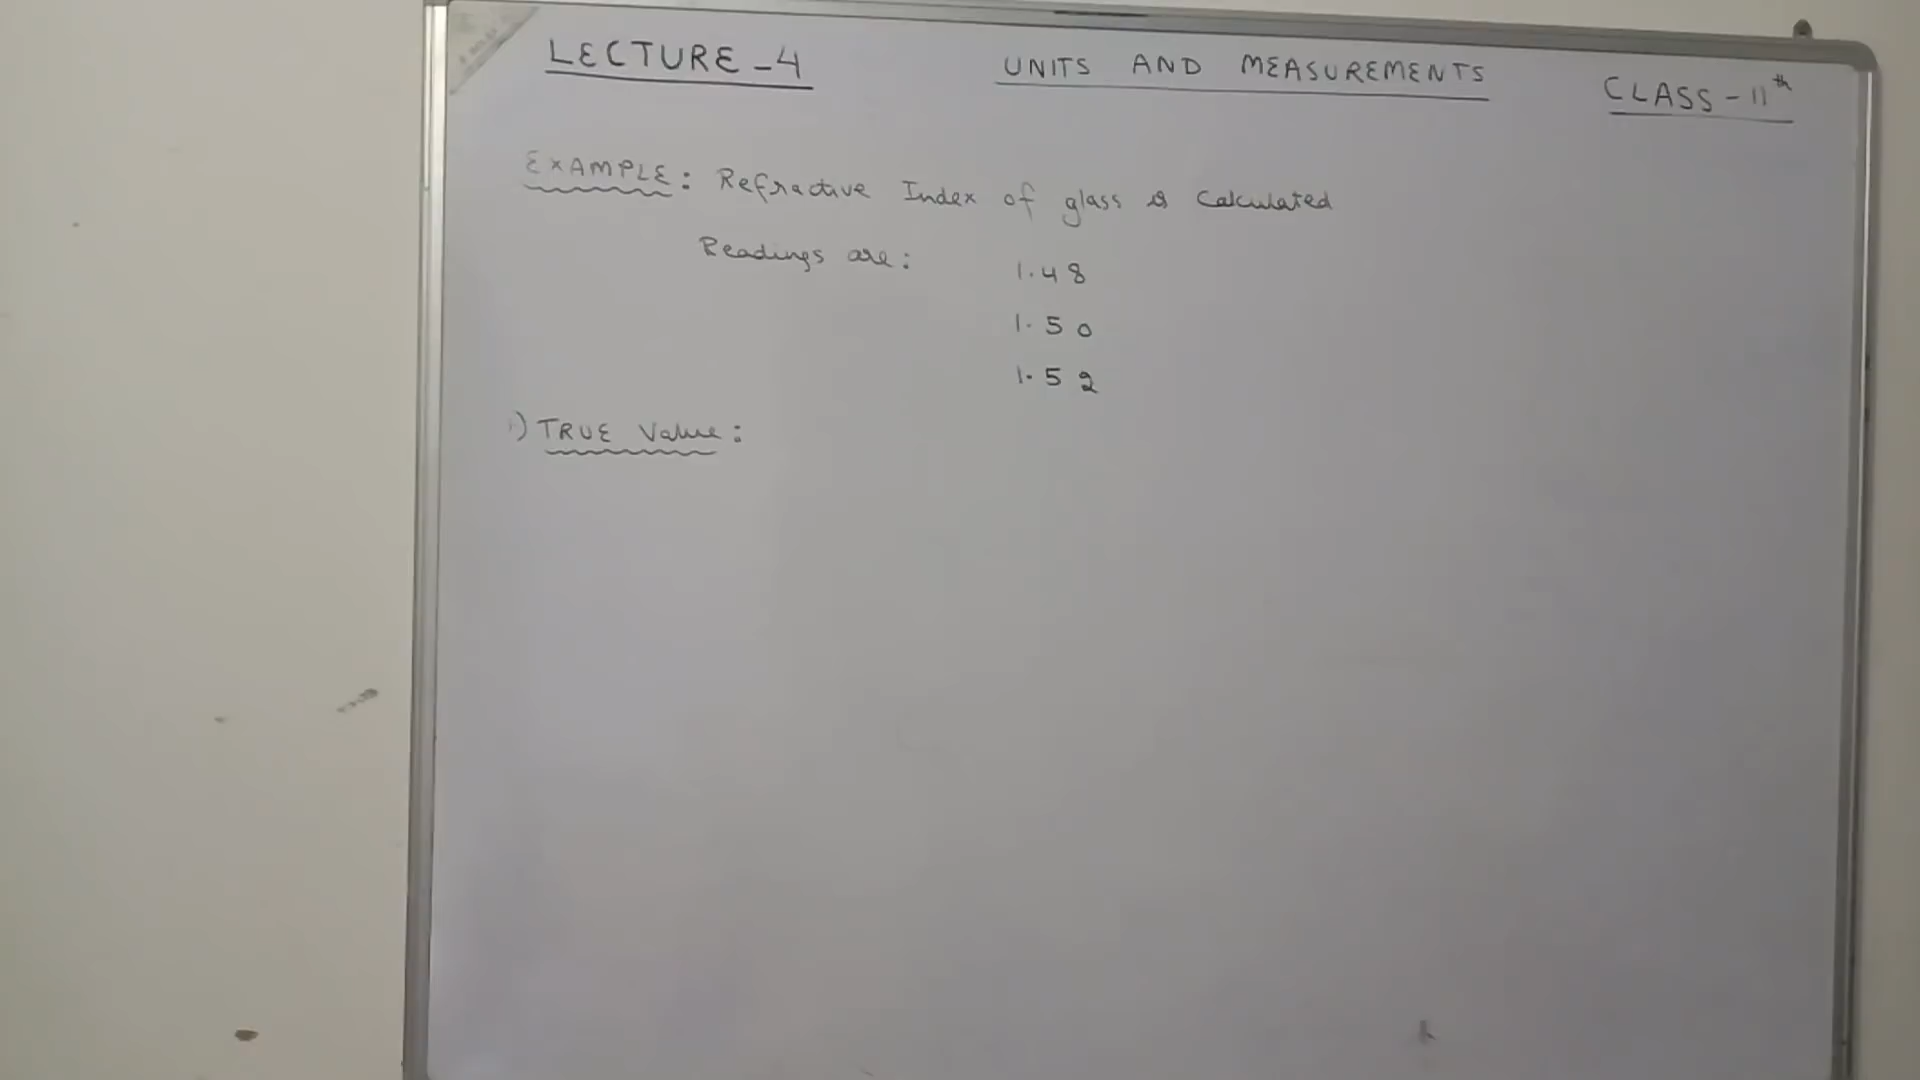 LECTURE - 4
UNITS AND MEASUREMENTS
CLASS - 11th
EXAMPLE: Refractive Index of glass is Calculated
Readings are: 1.48
1.50
1.52
1) TRUE Value: